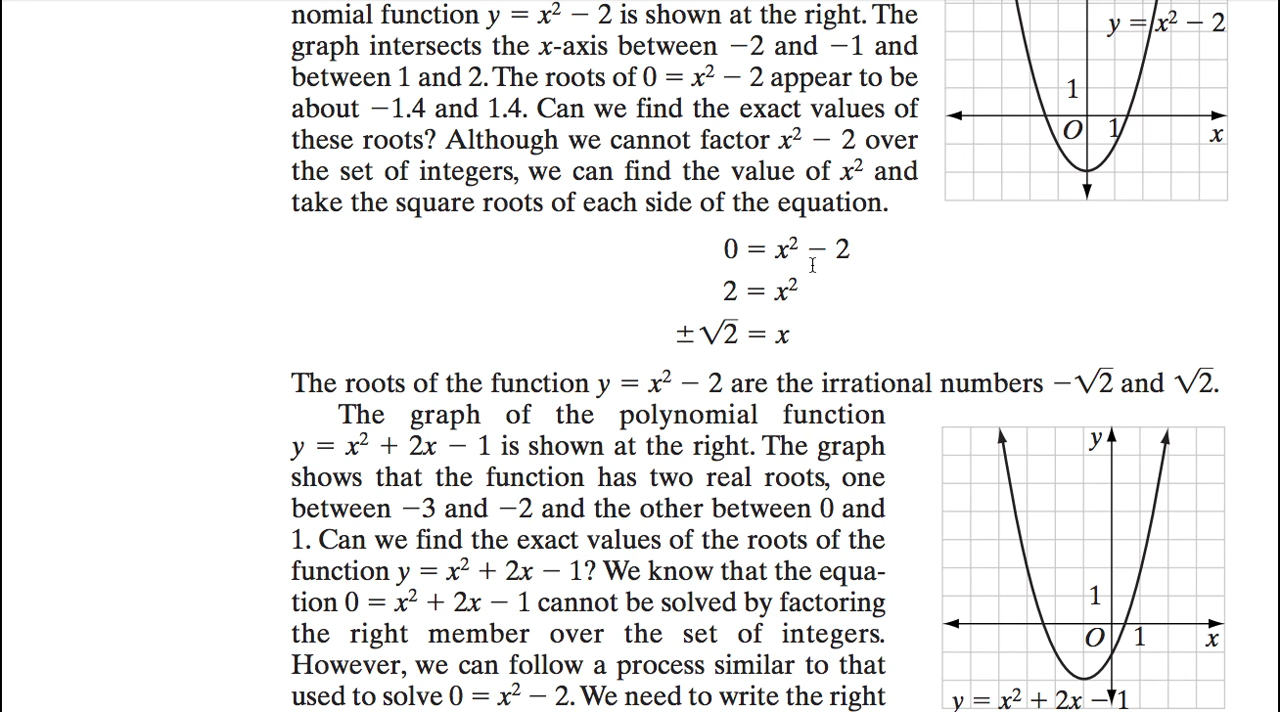 nomial function y = x² − 2 is shown at the right. The
graph intersects the x-axis between −2 and −1 and
between 1 and 2. The roots of 0 = x² − 2 appear to be
about −1.4 and 1.4. Can we find the exact values of
these roots? Although we cannot factor x² − 2 over
the set of integers, we can find the value of x² and
take the square roots of each side of the equation.
y = x² − 2
1
O
1
x
0 = x² − 2
2 = x²
±√2 = x
The roots of the function y = x² − 2 are the irrational numbers −√2 and √2.
The graph of the polynomial function
y = x² + 2x − 1 is shown at the right. The graph
shows that the function has two real roots, one
between −3 and −2 and the other between 0 and
1. Can we find the exact values of the roots of the
function y = x² + 2x − 1? We know that the equa-
tion 0 = x² + 2x − 1 cannot be solved by factoring
the right member over the set of integers.
However, we can follow a process similar to that
used to solve 0 = x² − 2. We need to write the right
y
1
O
1
x
y = x² + 2x − 1